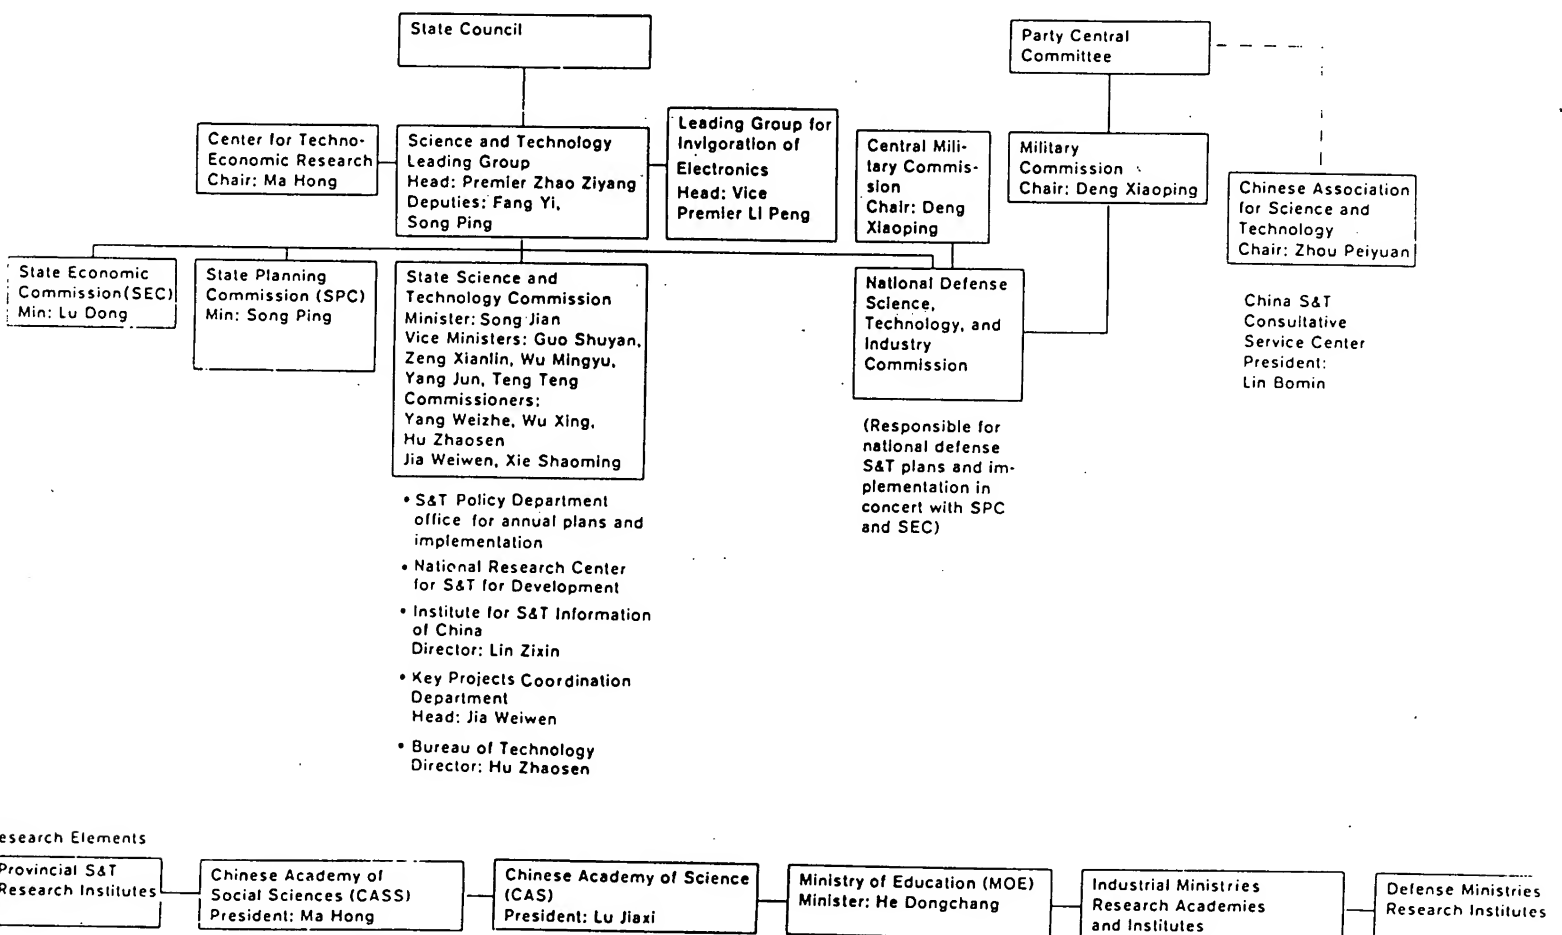 State Council
Party Central
Committee
Center for Techno-
Economic Research
Chair: Ma Hong
Science and Technology
Leading Group
Head: Premier Zhao Ziyang
Deputies: Fang Yi,
Song Ping
Leading Group for
Invigoration of
Electronics
Head: Vice
Premier LI Peng
Central Mili-
tary Commis-
sion
Chair: Deng
Xiaoping
Military
Commission
Chair: Deng Xiaoping
Chinese Association
for Science and
Technology
Chair: Zhou Peiyuan
China S&T
Consultative
Service Center
President:
Lin Bomin
State Economic
Commission(SEC)
Min: Lu Dong
State Planning
Commission (SPC)
Min: Song Ping
State Science and
Technology Commission
Minister: Song Jian
Vice Ministers: Guo Shuyan,
Zeng Xianlin, Wu Mingyu,
Yang Jun, Teng Teng
Commissioners:
Yang Weizhe, Wu Xing,
Hu Zhaosen
Jia Weiwen, Xie Shaoming
• S&T Policy Department
office for annual plans and
implementation
• National Research Center
for S&T for Development
• Institute for S&T Information
of China
Director: Lin Zixin
• Key Projects Coordination
Department
Head: Jia Weiwen
• Bureau of Technology
Director: Hu Zhaosen
National Defense
Science,
Technology, and
Industry
Commission
(Responsible for
national defense
S&T plans and im-
plementation in
concert with SPC
and SEC)
esearch Elements
Provincial S&T
Research Institutes
Chinese Academy of
Social Sciences (CASS)
President: Ma Hong
Chinese Academy of Science
(CAS)
President: Lu Jiaxi
Ministry of Education (MOE)
Minister: He Dongchang
Industrial Ministries
Research Academies
and Institutes
Defense Ministries
Research Institutes